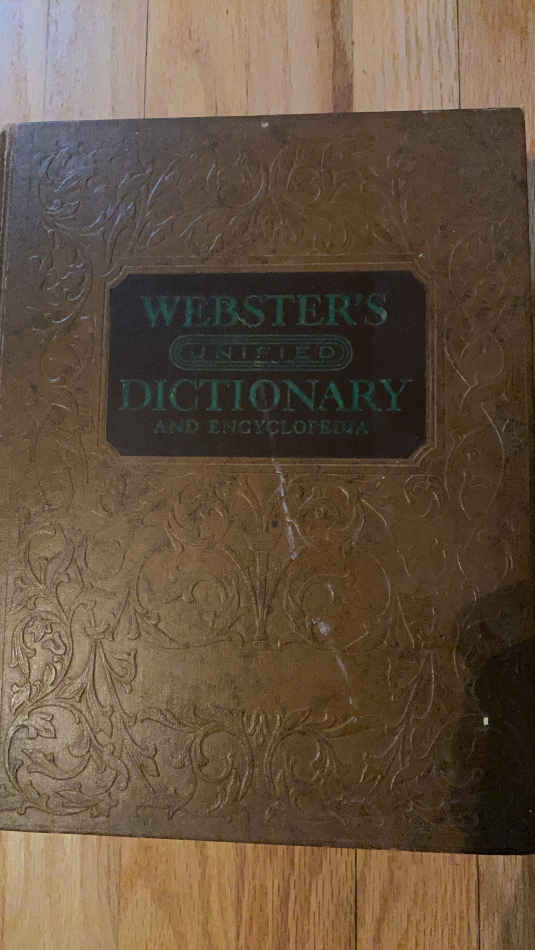 WEBSTER'S
UNIFIED
DICTIONARY
AND ENCYCLOPEDIA